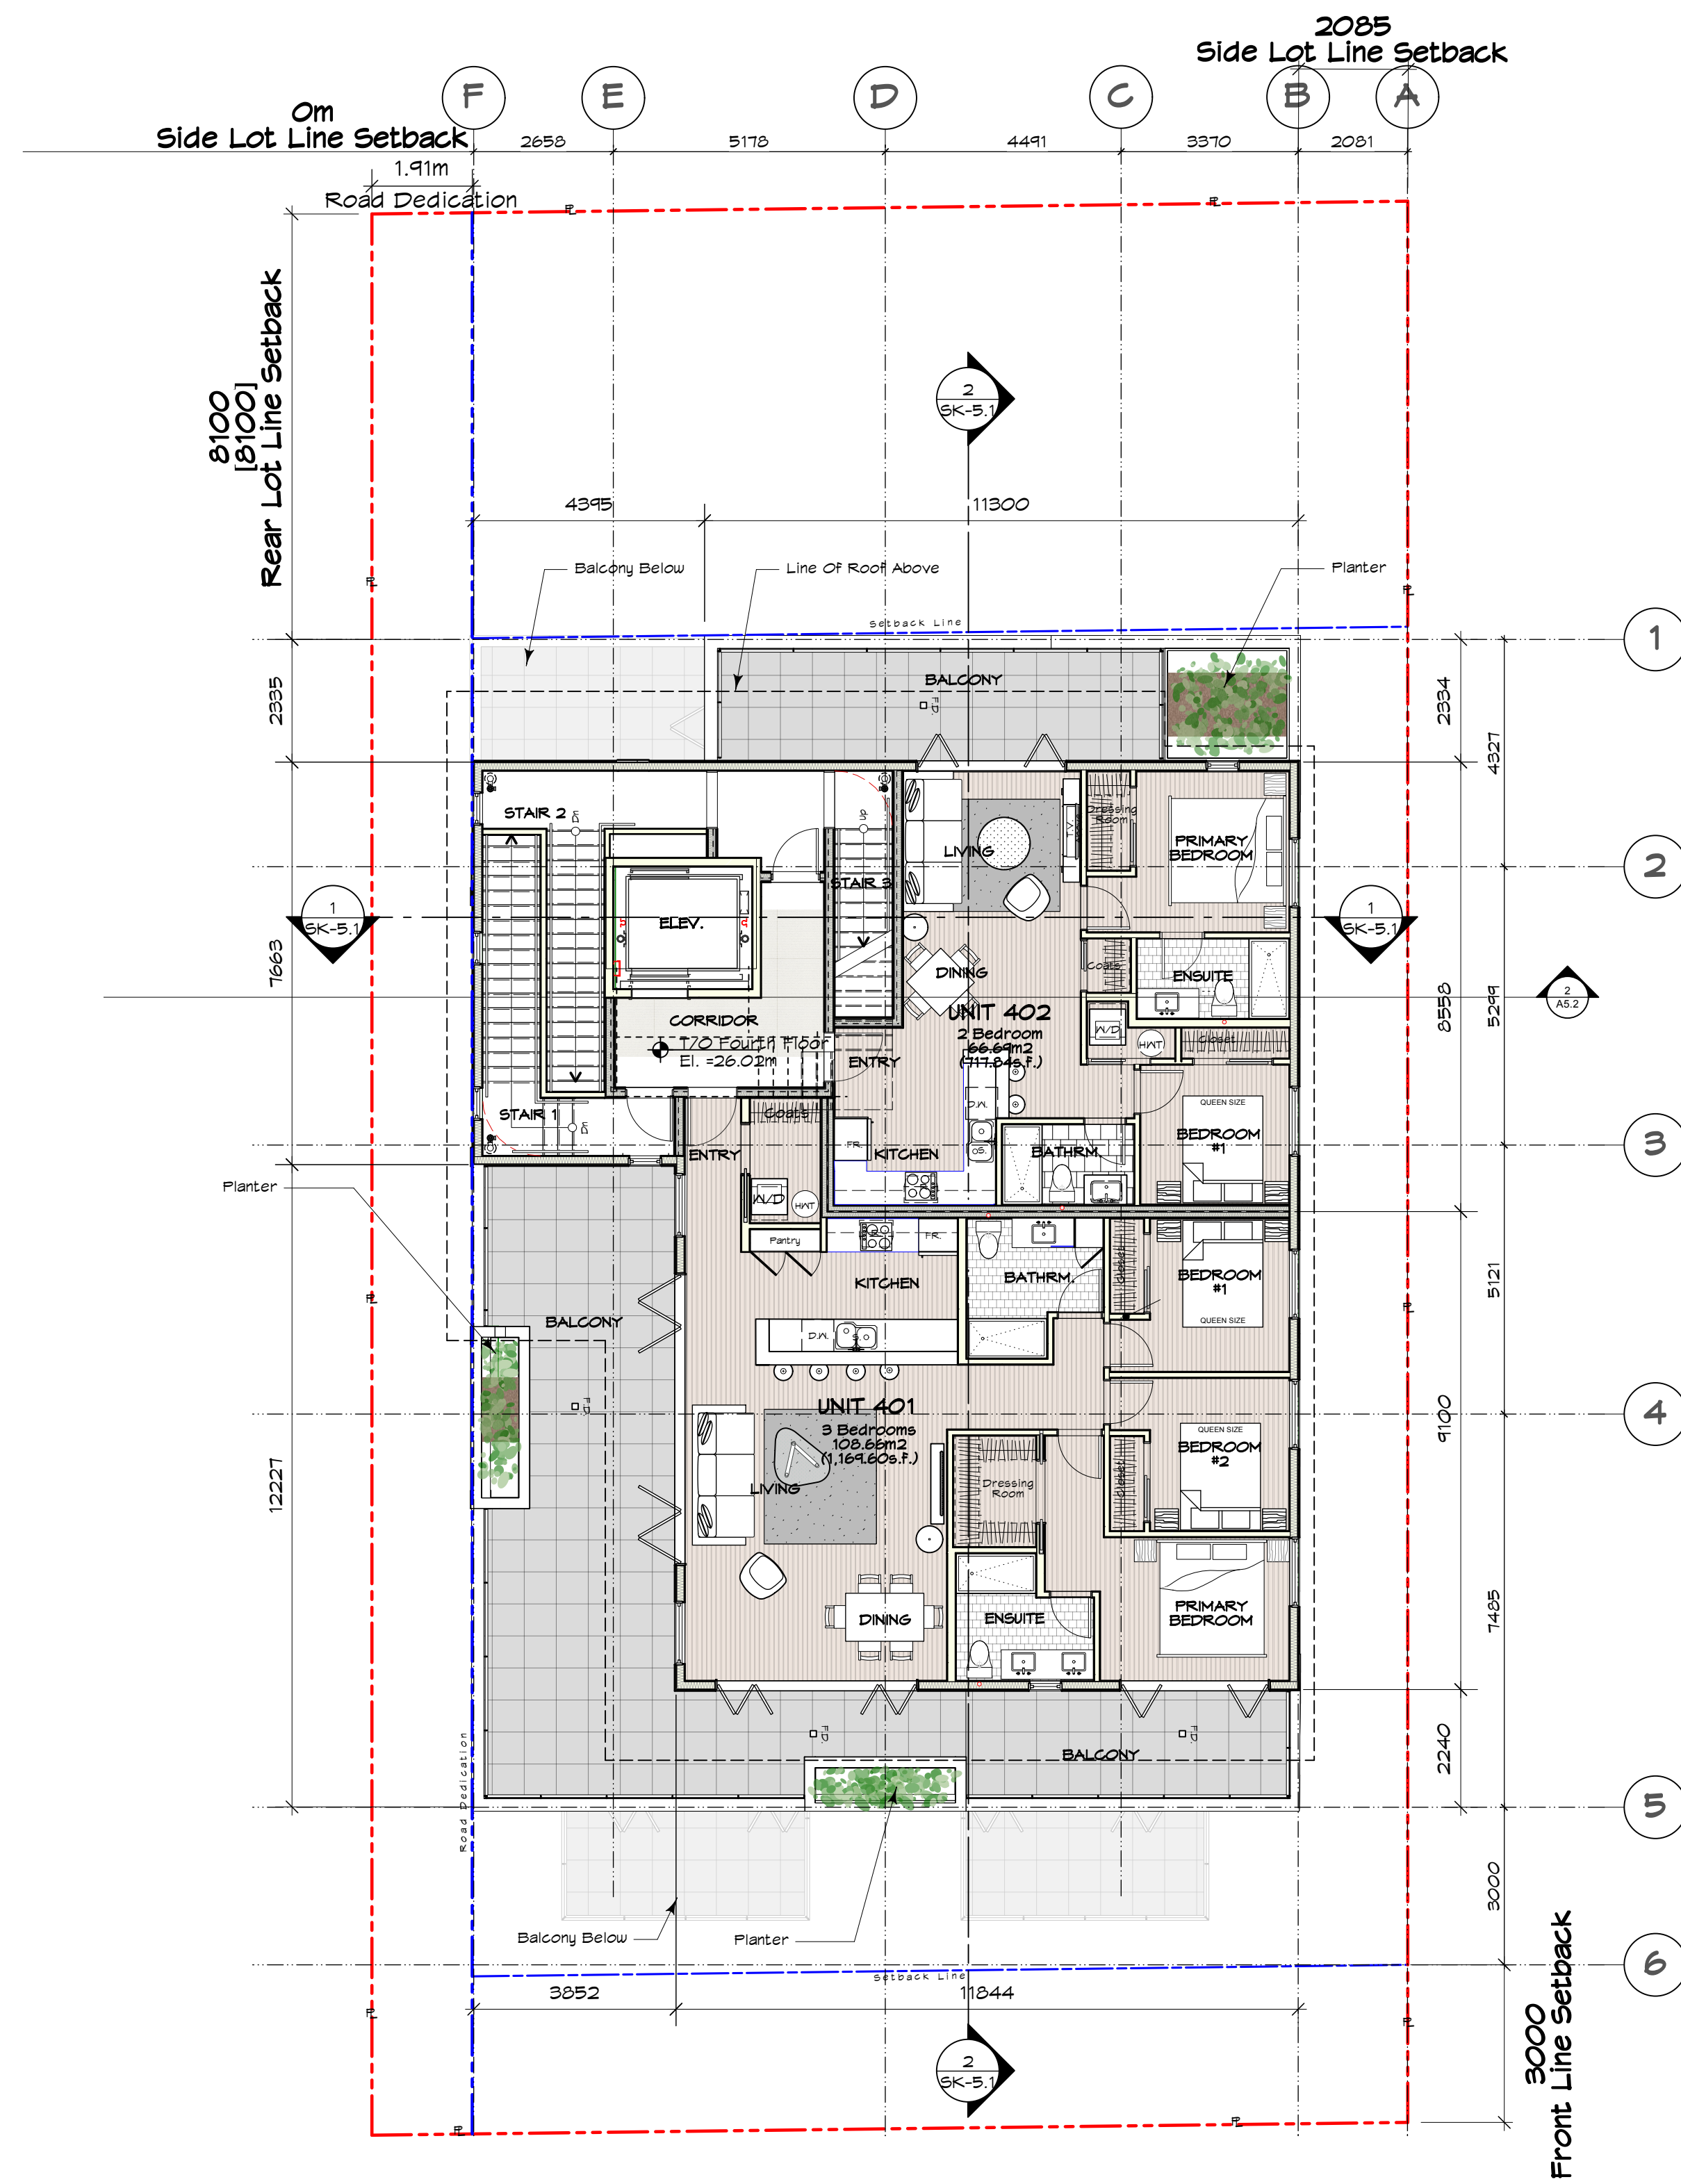 2085
Side Lot Line Setback
F
E
D
C
B
A
0m
Side Lot Line Setback
2658
5178
4491
3370
2081
1.91m
Road Dedication
8100
[8100]
Rear Lot Line Setback
2
SK-5.1
4395
11300
Balcony Below
Line Of Roof Above
Planter
Setback Line
1
2335
BALCONY
F.D.
2334
4327
STAIR 2
Dn
Up
Dressing
Room
PRIMARY
BEDROOM
T.V.
LIVING
2
STAIR 3
1
SK-5.1
ELEV.
1
SK-5.1
7663
DINING
Coats
ENSUITE
2
A5.2
8558
5299
CORRIDOR
UNIT 402
2 Bedroom
66.69m2
(717.84s.f.)
W/D
HWT
Closet
T/O Fourth Floor
El. =26.02m
ENTRY
D.W.
QUEEN SIZE
BEDROOM
#1
STAIR 1
Dn
Coats
FR.
KITCHEN
S.
BATHRM.
3
ENTRY
Planter
W/D
HWT
Pantry
FR.
BATHRM.
Closet
BEDROOM
#1
QUEEN SIZE
KITCHEN
5121
BALCONY
D.W.
S.
F.D.
UNIT 401
3 Bedrooms
108.66m2
(1,169.60s.f.)
4
9100
QUEEN SIZE
BEDROOM
#2
Closet
Dressing
Room
LIVING
12227
DINING
ENSUITE
PRIMARY
BEDROOM
7485
F.D.
F.D.
BALCONY
2240
Road Dedication
5
3000
Balcony Below
Planter
Setback Line
6
3852
11844
2
SK-5.1
3000
Front Line Setback